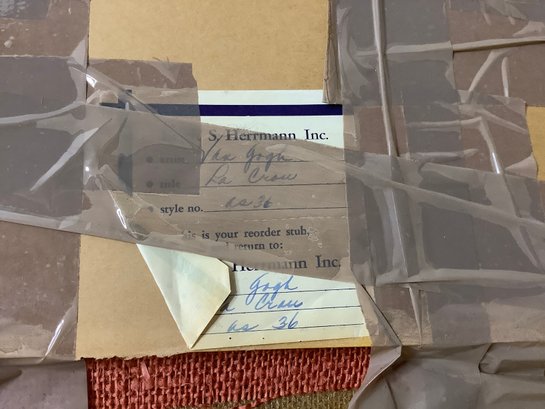 S. Herrmann Inc.
artist Van Gogh
title La Crau
style no. as 36
is is your reorder stub,
return to:
Herrmann Inc.
Gogh
a Crau
as 36